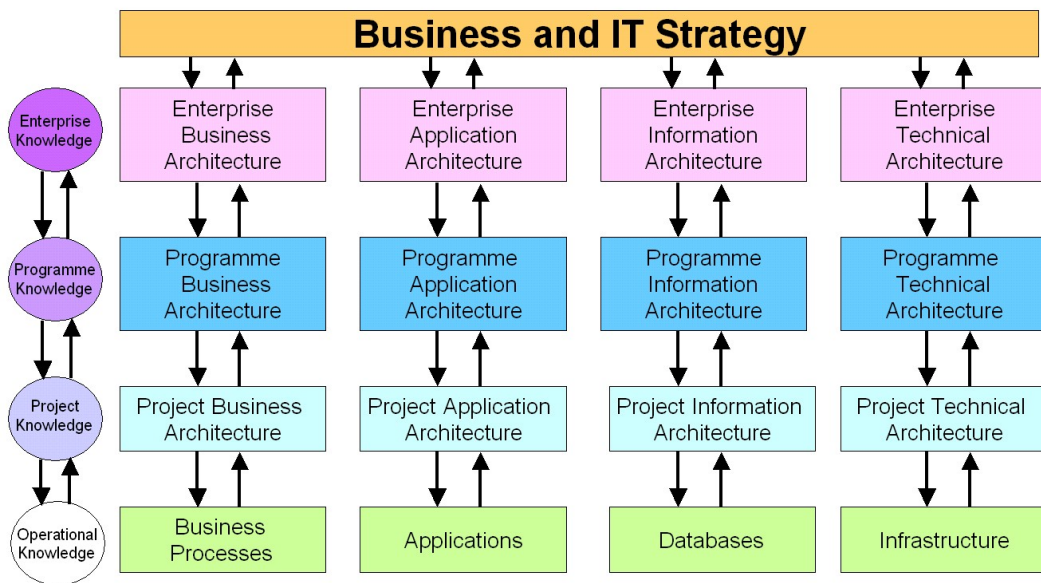 Business and IT Strategy
Enterprise
Knowledge
Enterprise
Business
Architecture
Enterprise
Application
Architecture
Enterprise
Information
Architecture
Enterprise
Technical
Architecture
Programme
Knowledge
Programme
Business
Architecture
Programme
Application
Architecture
Programme
Information
Architecture
Programme
Technical
Architecture
Project
Knowledge
Project Business
Architecture
Project Application
Architecture
Project Information
Architecture
Project Technical
Architecture
Operational
Knowledge
Business
Processes
Applications
Databases
Infrastructure